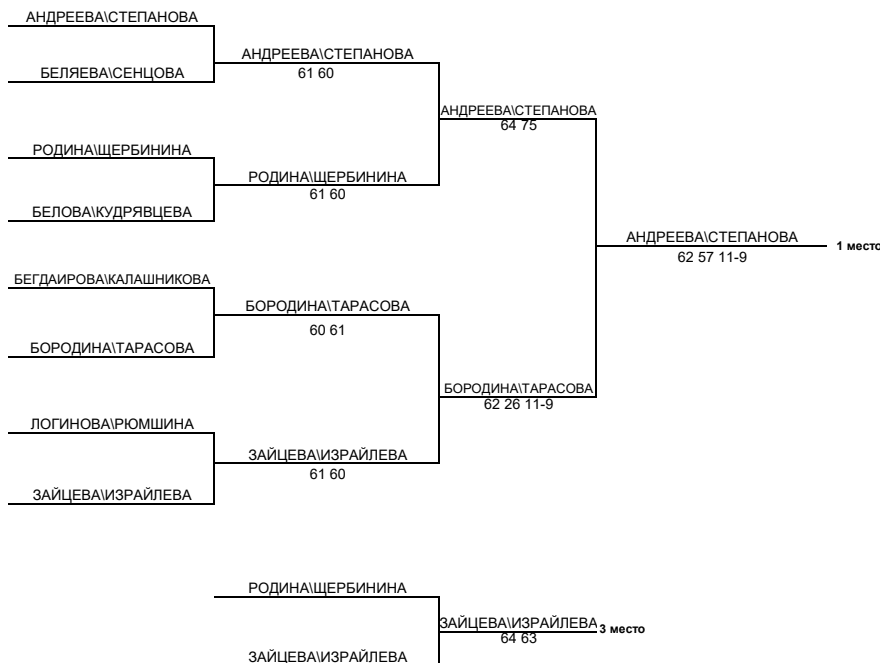 АНДРЕЕВА\СТЕПАНОВА
АНДРЕЕВА\СТЕПАНОВА
БЕЛЯЕВА\СЕНЦОВА
61 60
АНДРЕЕВА\СТЕПАНОВА
64 75
РОДИНА\ЩЕРБИНИНА
РОДИНА\ЩЕРБИНИНА
61 60
БЕЛОВА\КУДРЯВЦЕВА
АНДРЕЕВА\СТЕПАНОВА
1 место
62 57 11-9
БЕГДАИРОВА\КАЛАШНИКОВА
БОРОДИНА\ТАРАСОВА
60 61
БОРОДИНА\ТАРАСОВА
БОРОДИНА\ТАРАСОВА
62 26 11-9
ЛОГИНОВА\РЮМШИНА
ЗАЙЦЕВА\ИЗРАЙЛЕВА
61 60
ЗАЙЦЕВА\ИЗРАЙЛЕВА
РОДИНА\ЩЕРБИНИНА
ЗАЙЦЕВА\ИЗРАЙЛЕВА 3 место
64 63
ЗАЙЦЕВА\ИЗРАЙЛЕВА